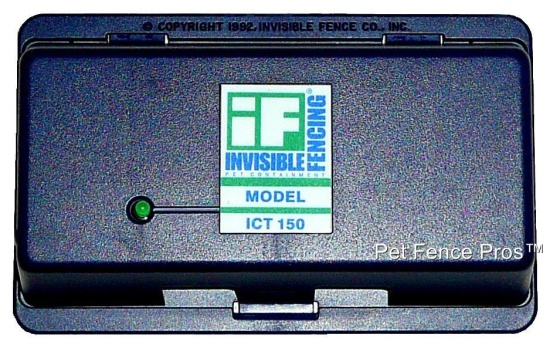 © COPYRIGHT 1992, INVISIBLE FENCE CO., INC.
iF
INVISIBLE
FENCING®
PET CONTAINMENT
MODEL
ICT 150
Pet Fence Pros™